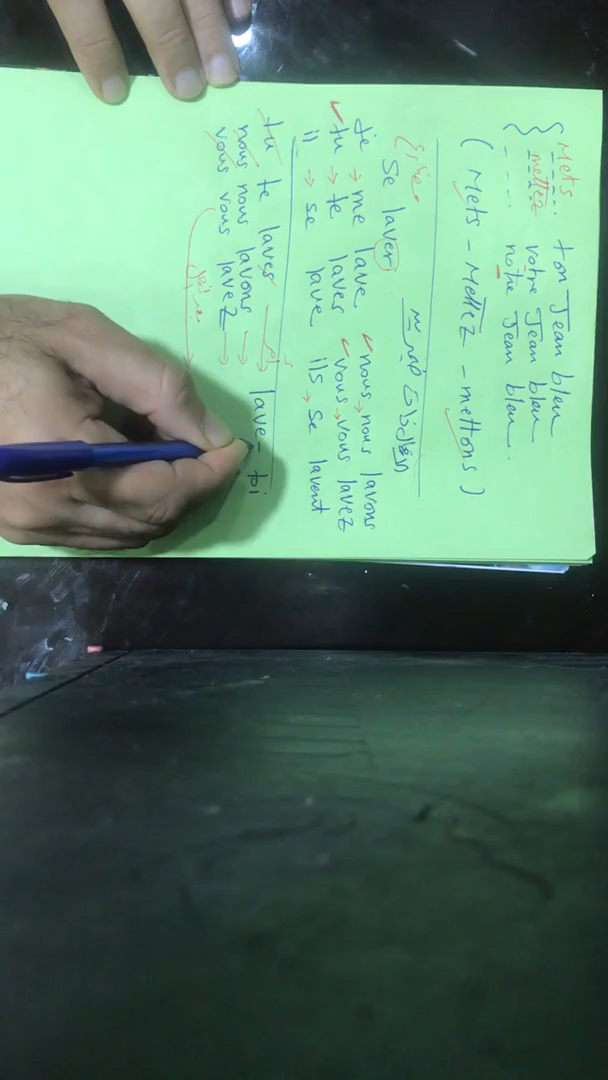 { Mets .... ton Jean bleu
mettez .... votre Jean bleu
.... notre Jean bleu.
( Mets - Mettez - mettons )
Se laver
Je → me lave nous → nous lavons
tu → te laves vous → vous lavez
il → se lave ils → se lavent
tu te laves → lave - toi
nous nous lavons →
vous vous lavez →